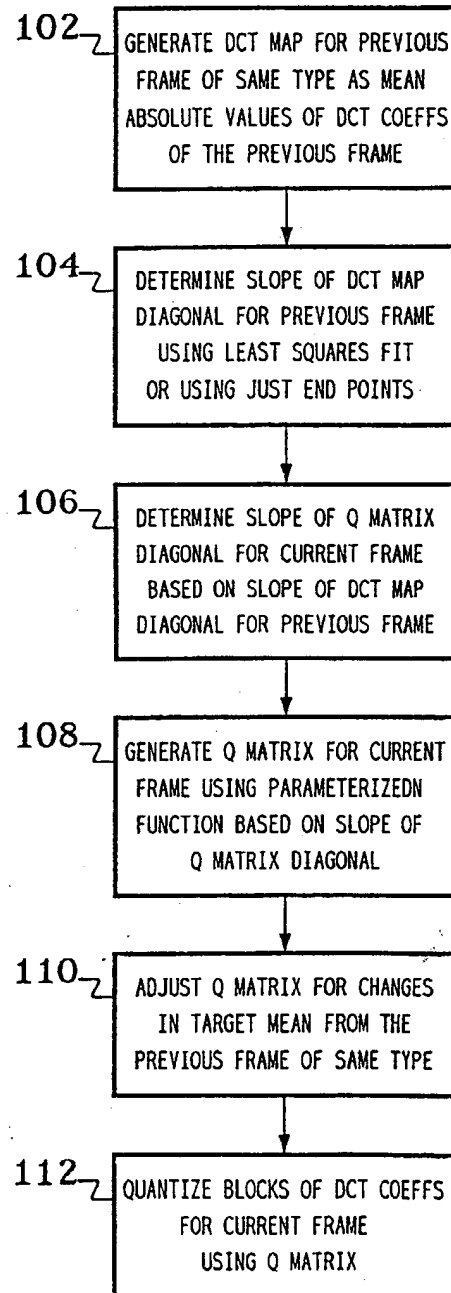 102
GENERATE DCT MAP FOR PREVIOUS
FRAME OF SAME TYPE AS MEAN
ABSOLUTE VALUES OF DCT COEFFS
OF THE PREVIOUS FRAME
104
DETERMINE SLOPE OF DCT MAP
DIAGONAL FOR PREVIOUS FRAME
USING LEAST SQUARES FIT
OR USING JUST END POINTS
106
DETERMINE SLOPE OF Q MATRIX
DIAGONAL FOR CURRENT FRAME
BASED ON SLOPE OF DCT MAP
DIAGONAL FOR PREVIOUS FRAME
108
GENERATE Q MATRIX FOR CURRENT
FRAME USING PARAMETERIZEDN
FUNCTION BASED ON SLOPE OF
Q MATRIX DIAGONAL
110
ADJUST Q MATRIX FOR CHANGES
IN TARGET MEAN FROM THE
PREVIOUS FRAME OF SAME TYPE
112
QUANTIZE BLOCKS OF DCT COEFFS
FOR CURRENT FRAME
USING Q MATRIX